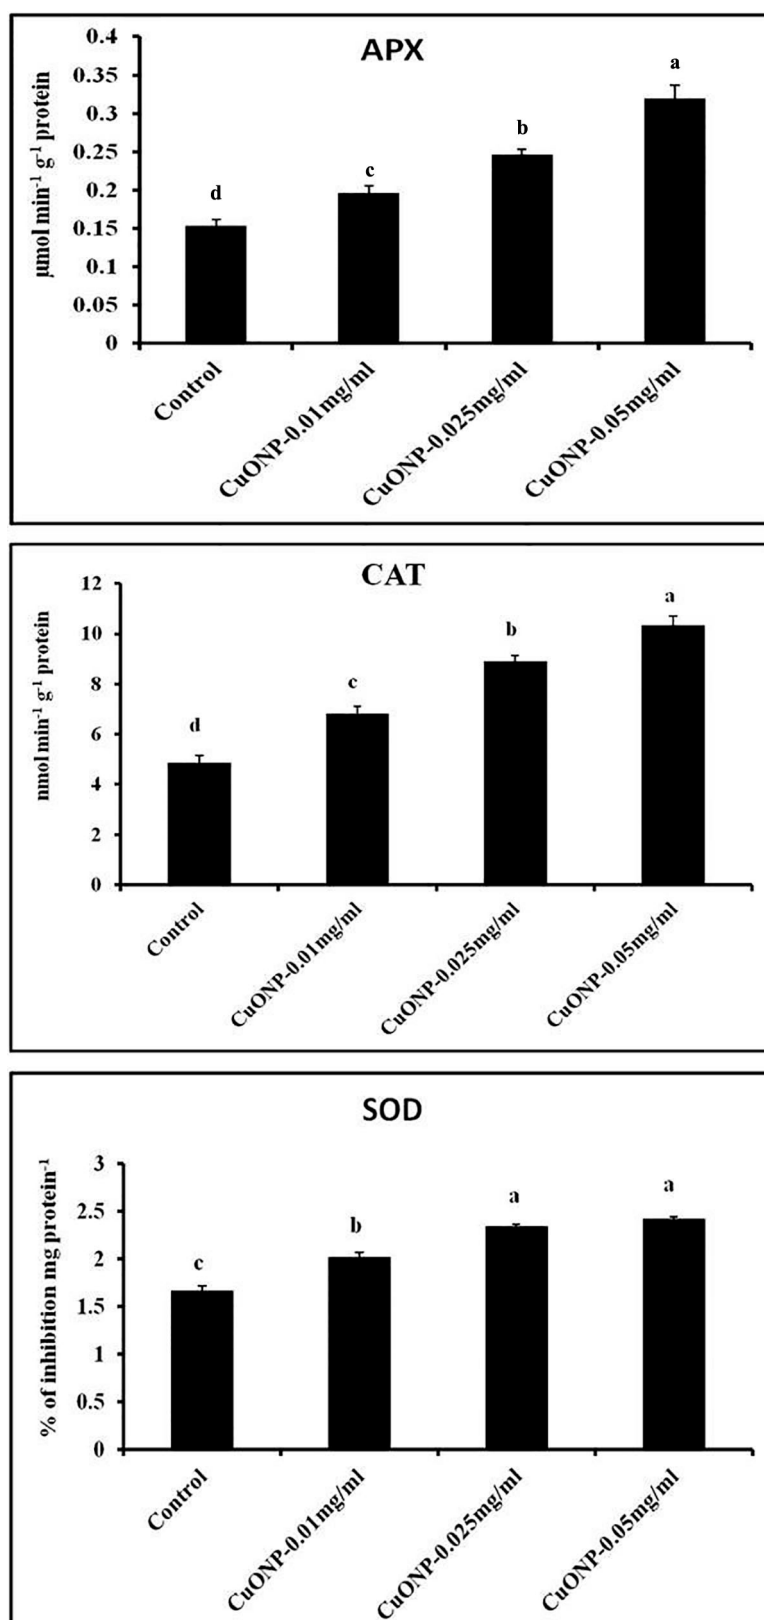 APX
µmol min⁻¹ g⁻¹ protein
0.4
0.35
0.3
0.25
0.2
0.15
0.1
0.05
0
d
c
b
a
Control
CuONP-0.01mg/ml
CuONP-0.025mg/ml
CuONP-0.05mg/ml
CAT
nmol min⁻¹ g⁻¹ protein
12
10
8
6
4
2
0
d
c
b
a
Control
CuONP-0.01mg/ml
CuONP-0.025mg/ml
CuONP-0.05mg/ml
SOD
% of inhibition mg protein⁻¹
3
2.5
2
1.5
1
0.5
0
c
b
a
a
Control
CuONP-0.01mg/ml
CuONP-0.025mg/ml
CuONP-0.05mg/ml